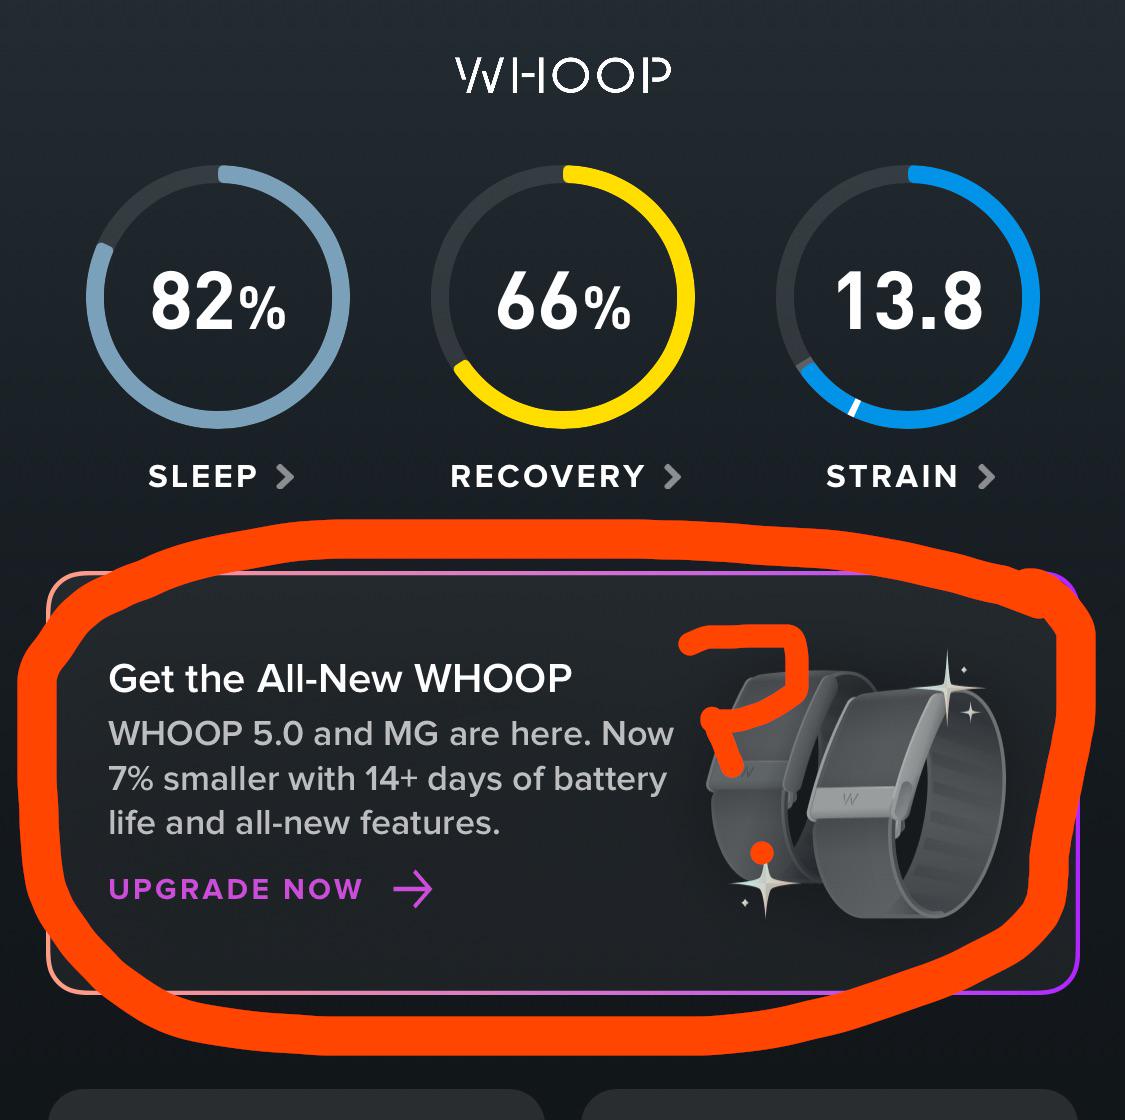 WHOOP
82% 66% 13.8
SLEEP RECOVERY STRAIN
Get the All-New WHOOP
WHOOP 5.0 and MG are here. Now
7% smaller with 14+ days of battery
life and all-new features.
UPGRADE NOW
?
W W